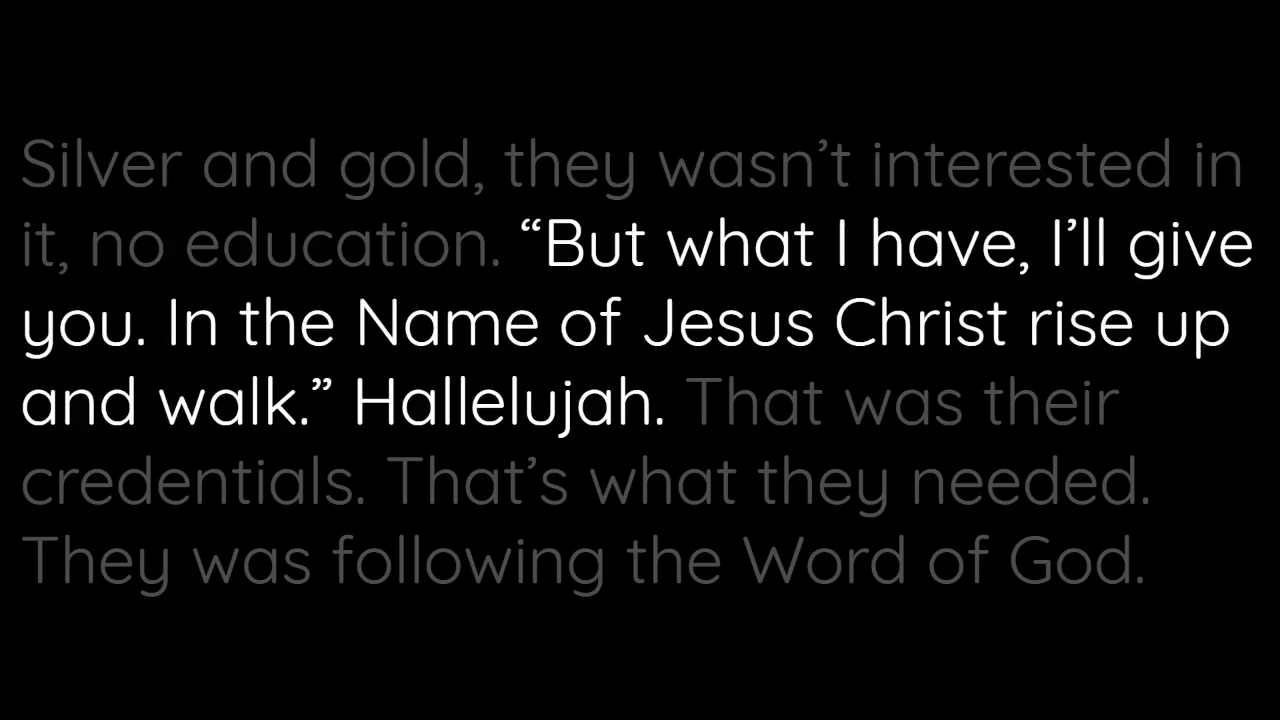 Silver and gold, they wasn’t interested in
it, no education. “But what I have, I’ll give
you. In the Name of Jesus Christ rise up
and walk.” Hallelujah. That was their
credentials. That’s what they needed.
They was following the Word of God.